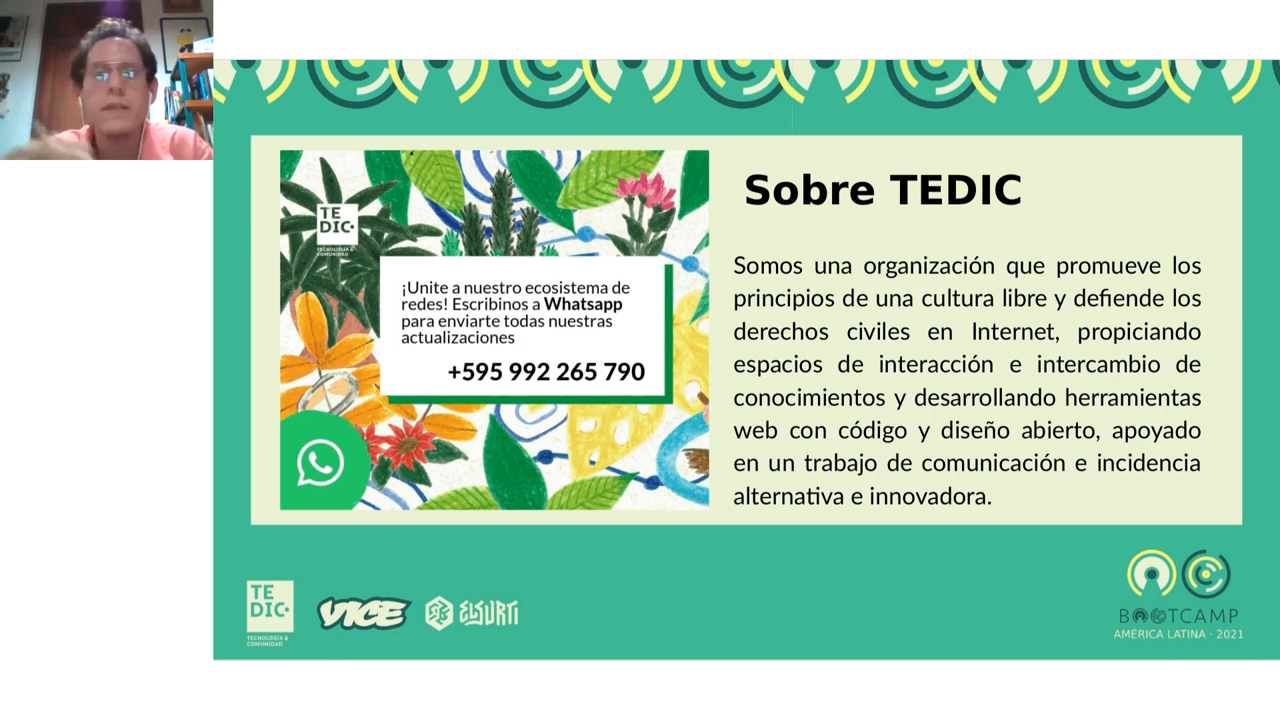 TE
DIC
TECNOLOGÍA &
COMUNIDAD
¡Unite a nuestro ecosistema de
redes! Escribinos a Whatsapp
para enviarte todas nuestras
actualizaciones
+595 992 265 790
Sobre TEDIC
Somos una organización que promueve los
principios de una cultura libre y defiende los
derechos civiles en Internet, propiciando
espacios de interacción e intercambio de
conocimientos y desarrollando herramientas
web con código y diseño abierto, apoyado
en un trabajo de comunicación e incidencia
alternativa e innovadora.
TE
DIC
TECNOLOGÍA &
COMUNIDAD
VICE
ELSURTI
BOOTCAMP
AMÉRICA LATINA · 2021